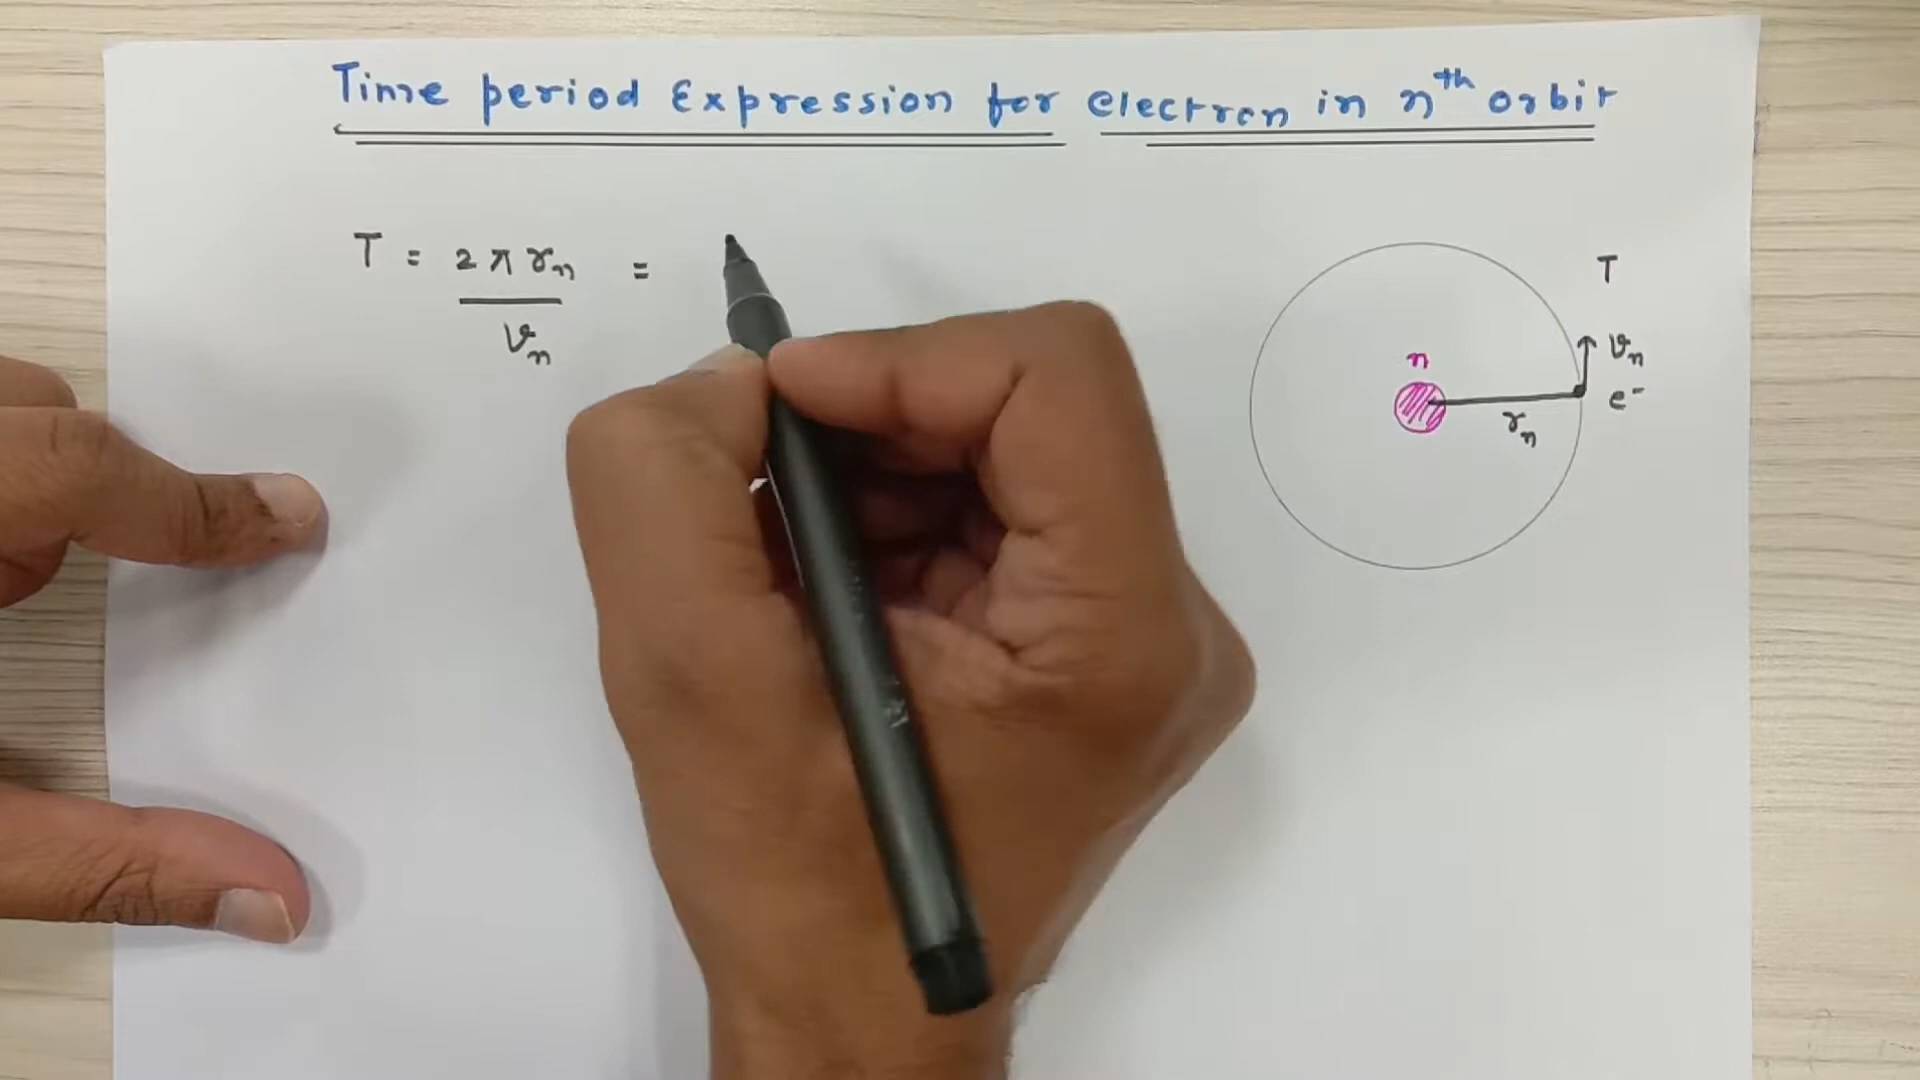 Time period Expression for electron in nᵗʰ orbit
T = 2πrₙ / vₙ =
T
vₙ
n
e⁻
rₙ